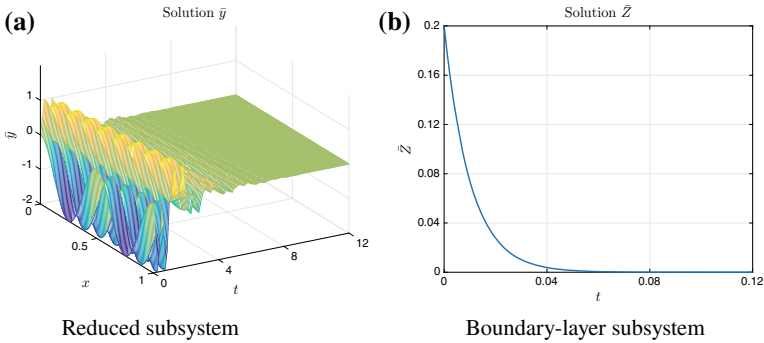 (a)
Solution ȳ
1
0
-1
-2
ȳ
0
0.5
1
x
0
4
8
12
t
Reduced subsystem
(b)
Solution Z̄
0.2
0.16
0.12
0.08
0.04
0
Z̄
0
0.04
0.08
0.12
t
Boundary-layer subsystem